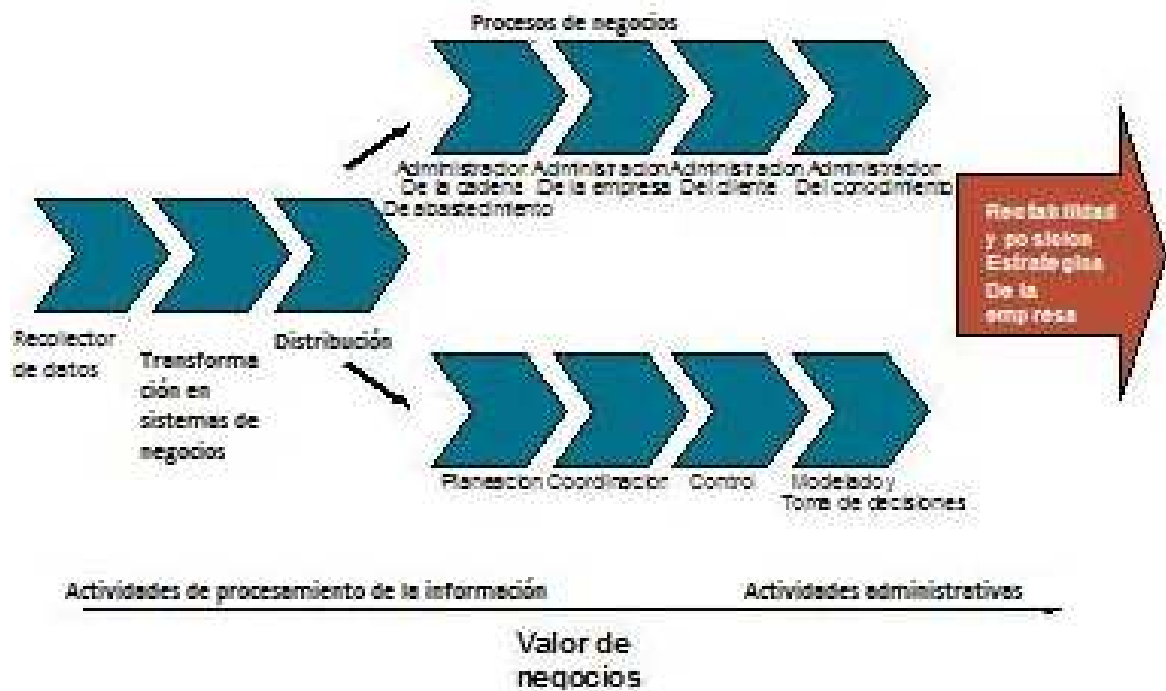 Procesos de negocios
Administracion
De la cadena
De abastecimiento
Administracion
De la empresa
Administracion
Del cliente
Administracion
Del conocimiento
Recolector
de datos
Transforma
ción en
sistemas de
negocios
Distribución
y posicion
Estrategias
De la
empresa
Planeacion
Coordinacion
Control
Modelado y
Toma de decisiones
Actividades de procesamiento de la información
Actividades administrativas
Valor de
negocios